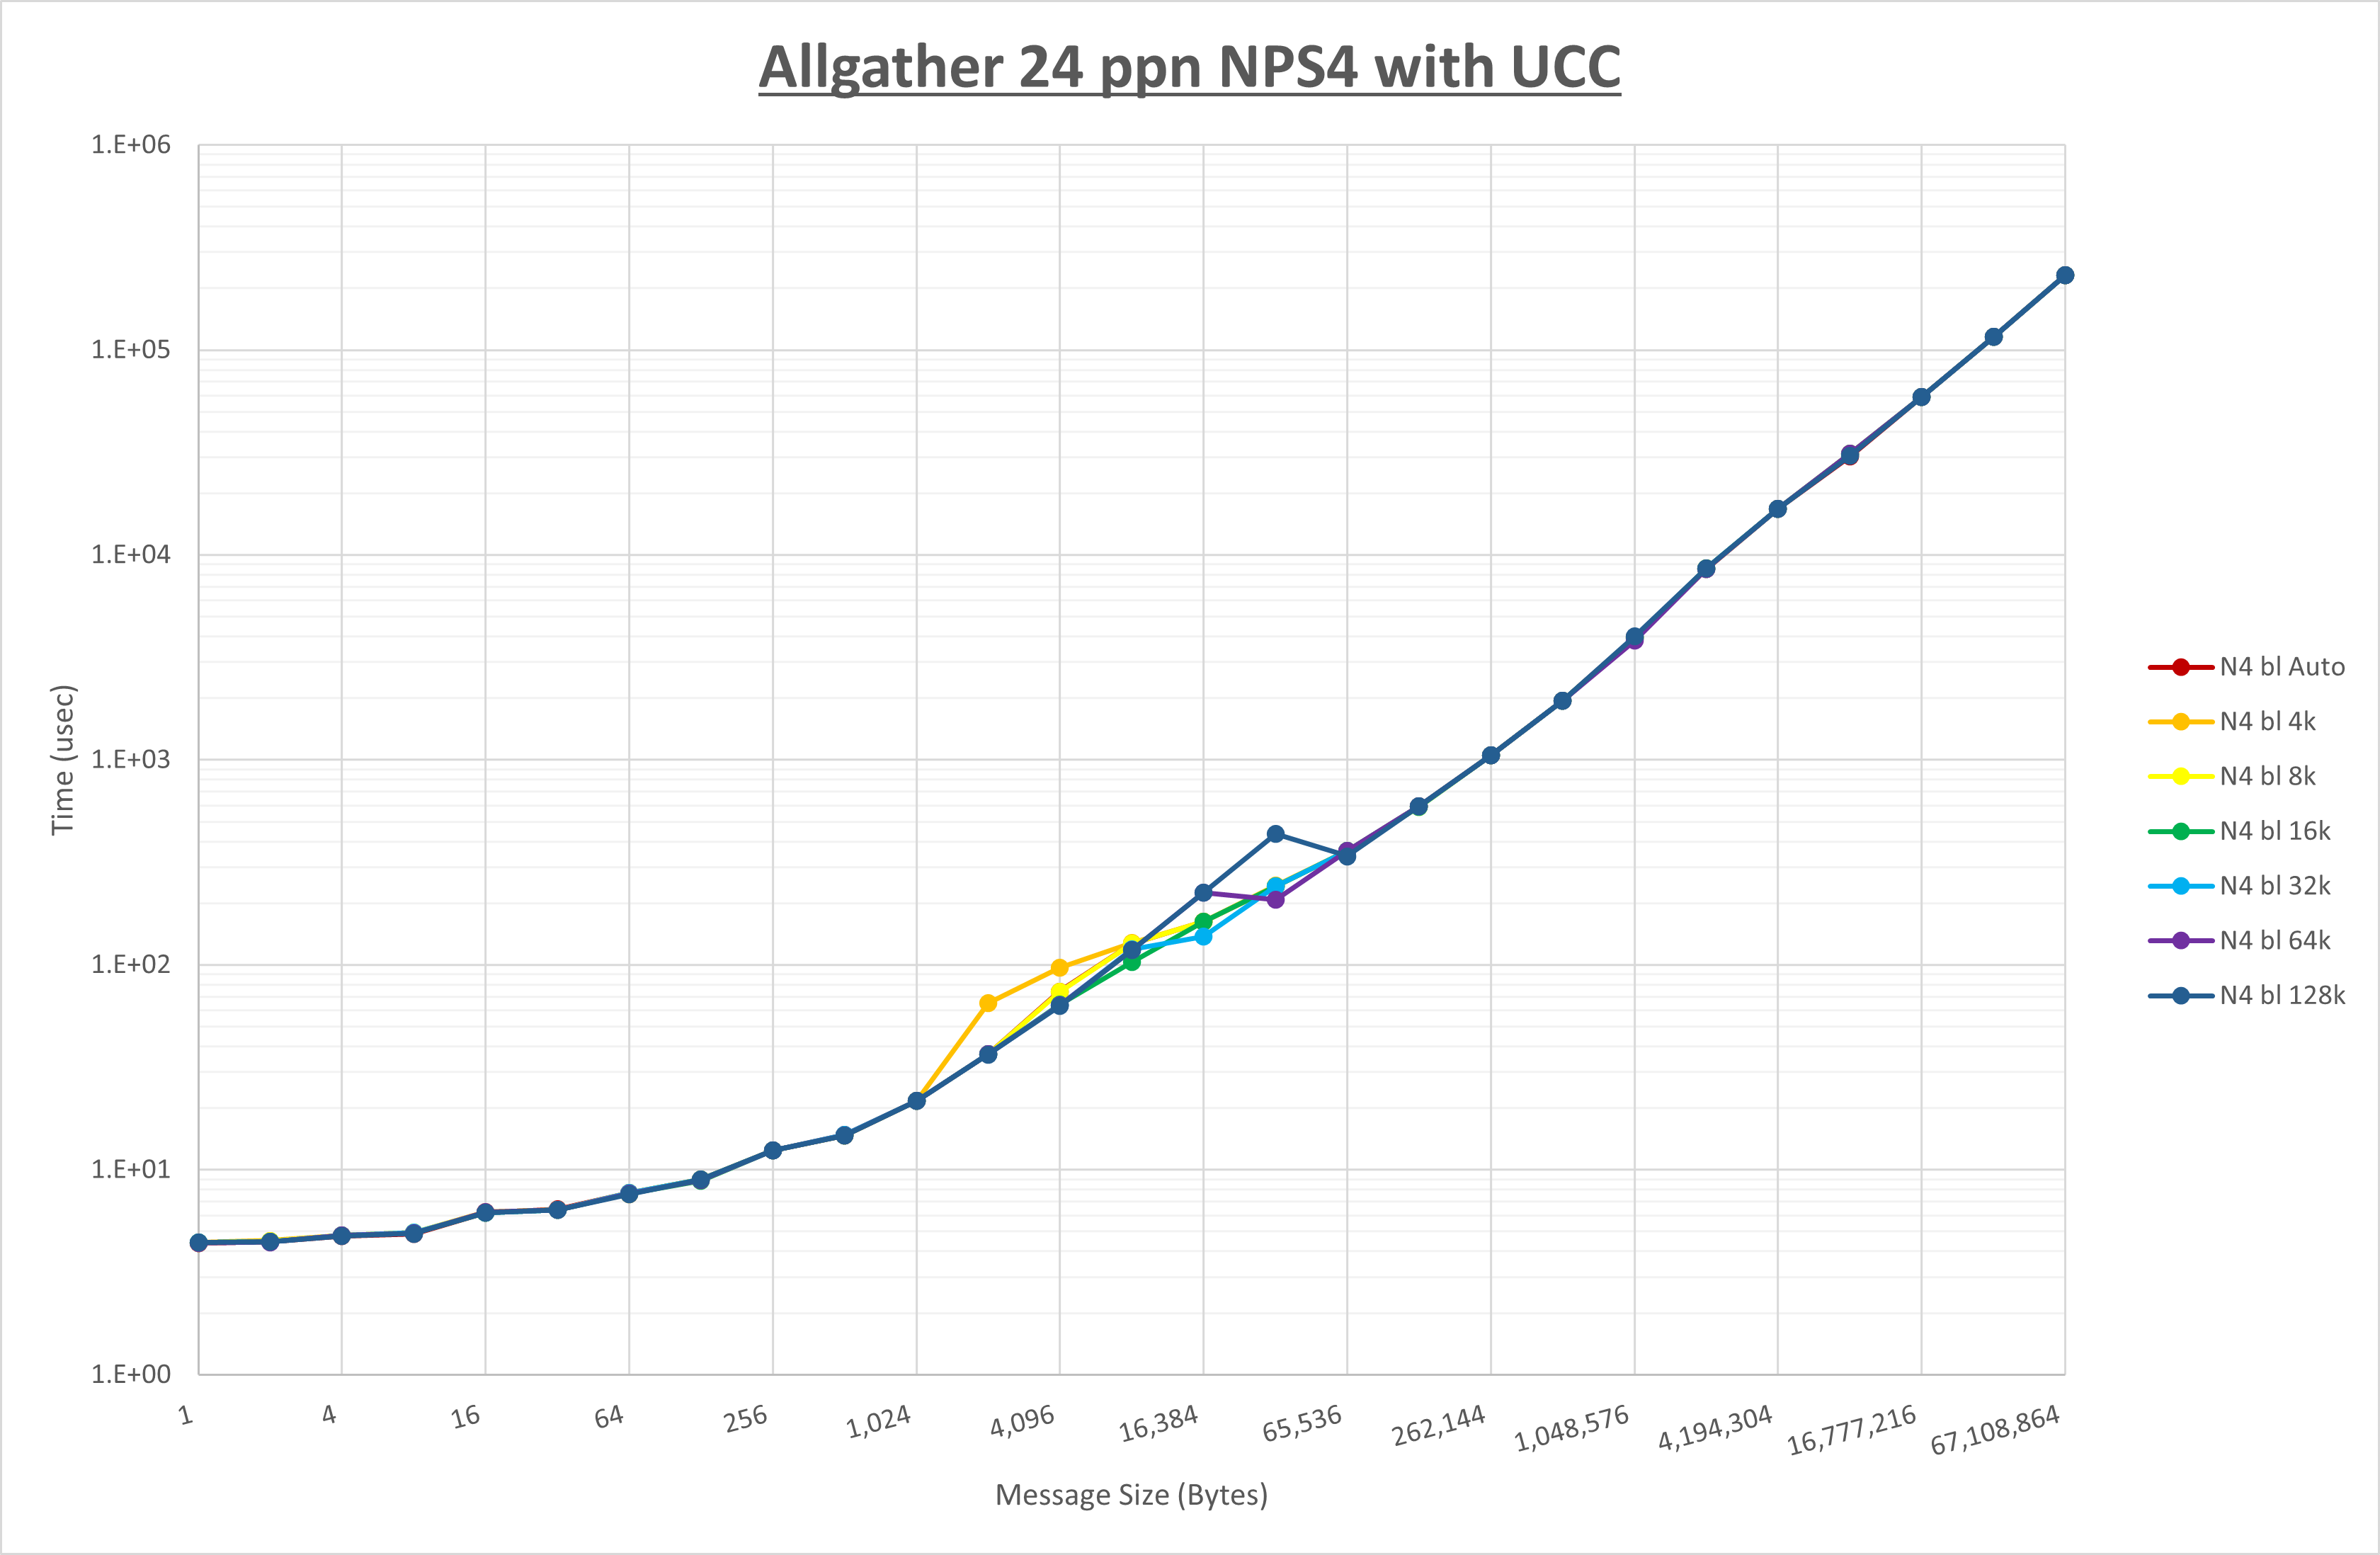 Allgather 24 ppn NPS4 with UCC
1.E+06
1.E+05
1.E+04
1.E+03
1.E+02
1.E+01
1.E+00
Time (usec)
1 4 16 64 256 1,024 4,096 16,384 65,536 262,144 1,048,576 4,194,304 16,777,216 67,108,864
Message Size (Bytes)
N4 bl Auto
N4 bl 4k
N4 bl 8k
N4 bl 16k
N4 bl 32k
N4 bl 64k
N4 bl 128k